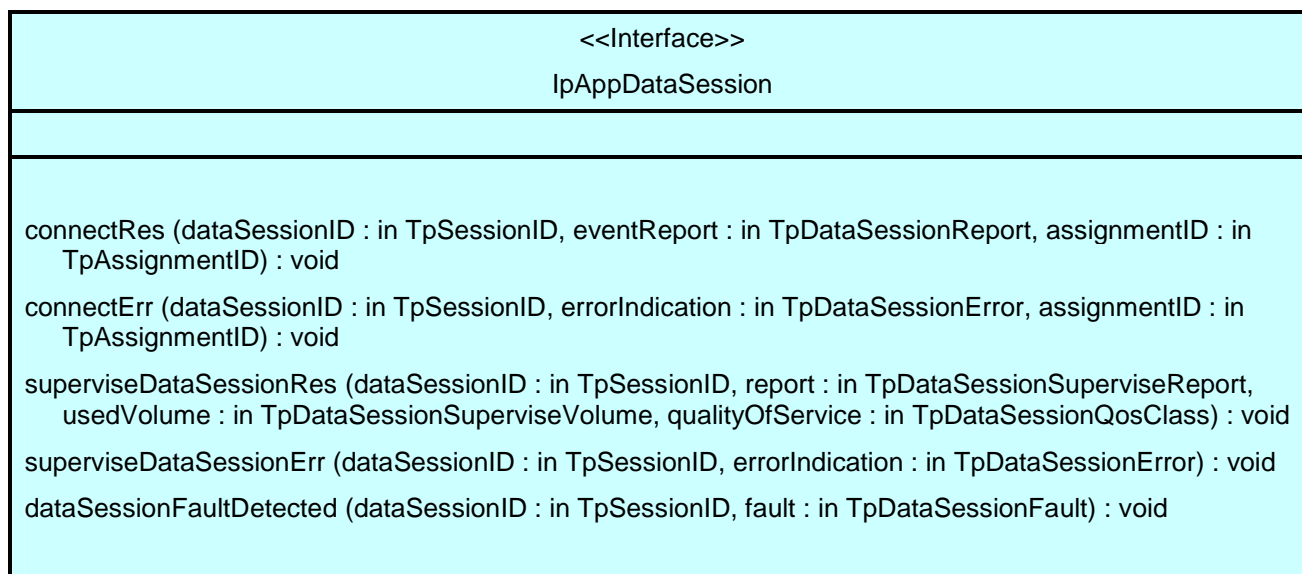 <<Interface>>
IpAppDataSession
connectRes (dataSessionID : in TpSessionID, eventReport : in TpDataSessionReport, assignmentID : in
TpAssignmentID) : void
connectErr (dataSessionID : in TpSessionID, errorIndication : in TpDataSessionError, assignmentID : in
TpAssignmentID) : void
superviseDataSessionRes (dataSessionID : in TpSessionID, report : in TpDataSessionSuperviseReport,
usedVolume : in TpDataSessionSuperviseVolume, qualityOfService : in TpDataSessionQosClass) : void
superviseDataSessionErr (dataSessionID : in TpSessionID, errorIndication : in TpDataSessionError) : void
dataSessionFaultDetected (dataSessionID : in TpSessionID, fault : in TpDataSessionFault) : void